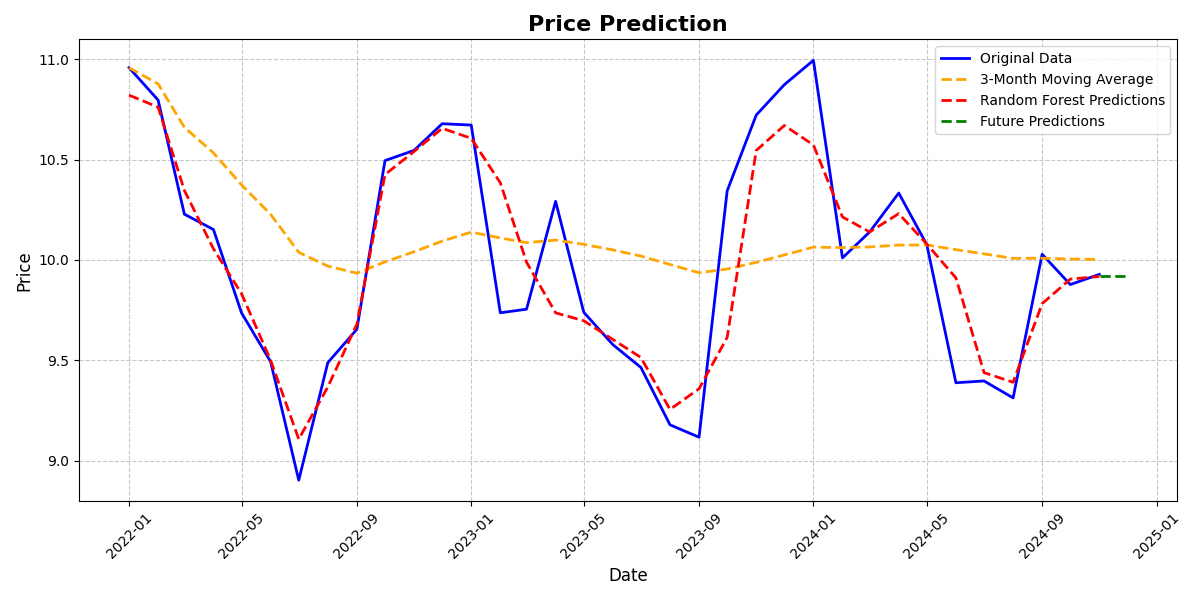 Price Prediction
Original Data
3-Month Moving Average
Random Forest Predictions
Future Predictions
11.0
10.5
10.0
9.5
9.0
Price
2022-01
2022-05
2022-09
2023-01
2023-05
2023-09
2024-01
2024-05
2024-09
2025-01
Date